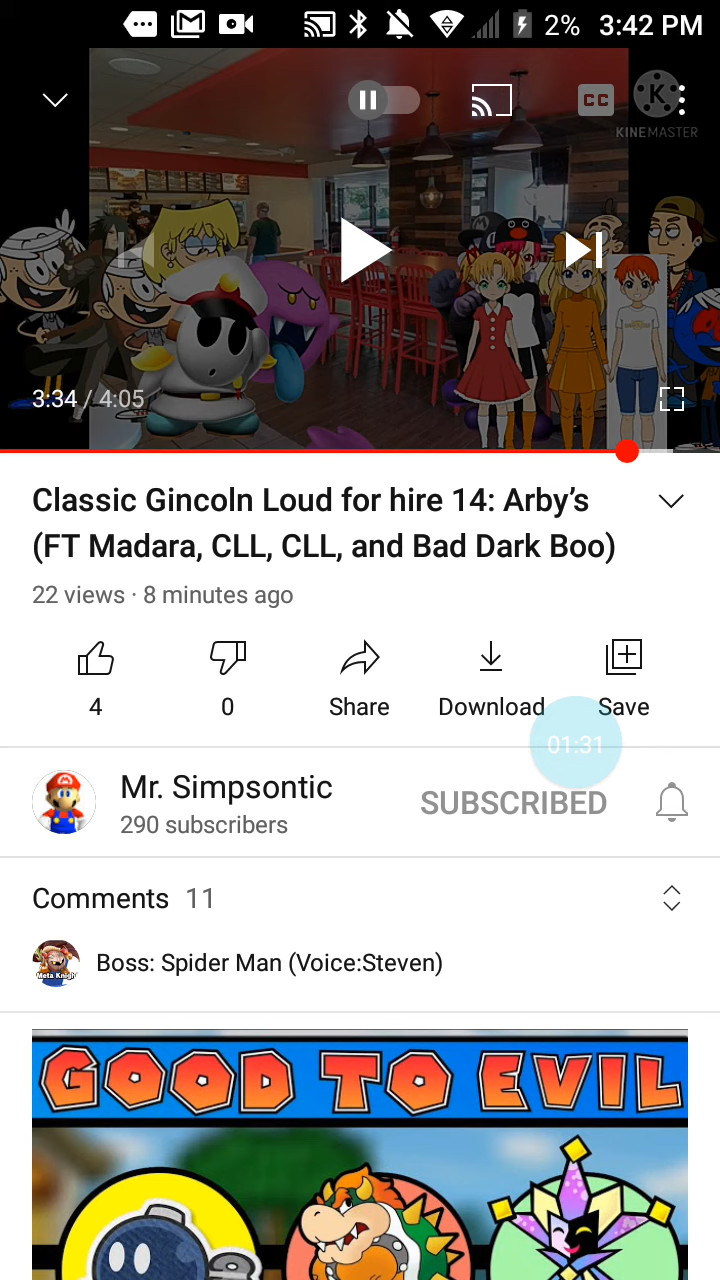 2% 3:42 PM
CC
K
KINEMASTER
3:34 / 4:05
Classic Gincoln Loud for hire 14: Arby’s
(FT Madara, CLL, CLL, and Bad Dark Boo)
22 views · 8 minutes ago
4 0 Share Download Save
01:31
Mr. Simpsontic
290 subscribers
SUBSCRIBED
Comments 11
Meta Knight
Boss: Spider Man (Voice:Steven)
GOOD TO EVIL